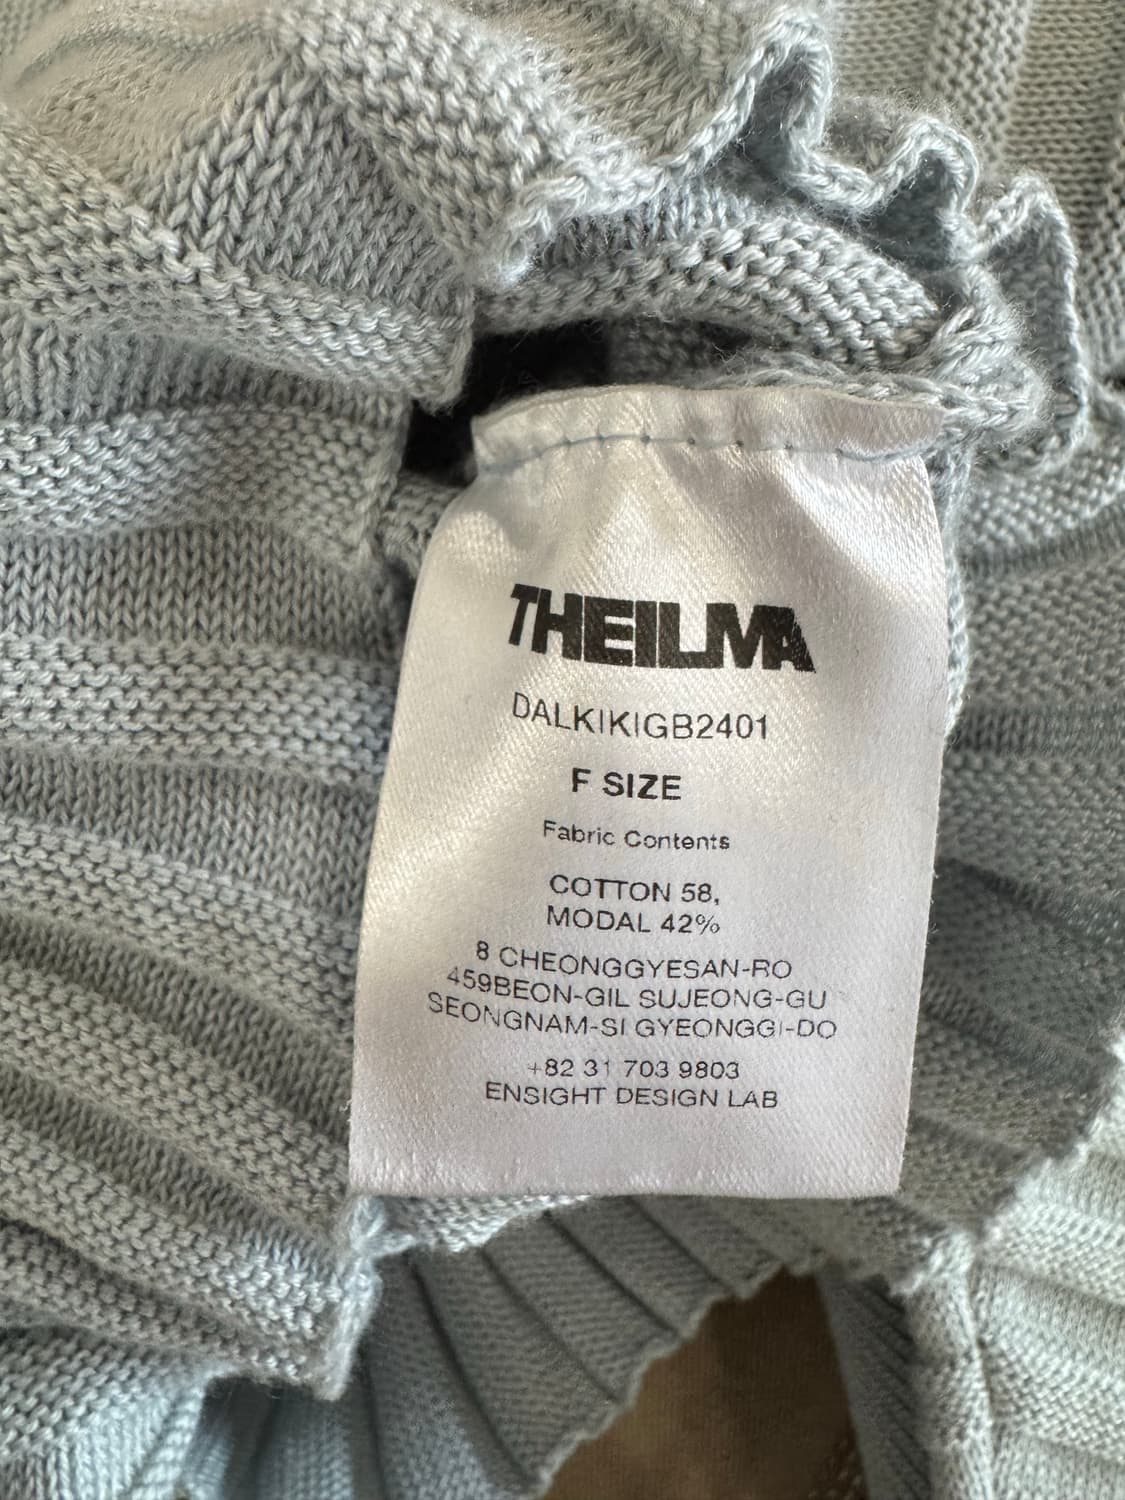 THEILMA
DALKIKIGB2401
F SIZE
Fabric Contents
COTTON 58,
MODAL 42%
8 CHEONGGYESAN-RO
459BEON-GIL SUJEONG-GU
SEONGNAM-SI GYEONGGI-DO
+82 31 703 9803
ENSIGHT DESIGN LAB